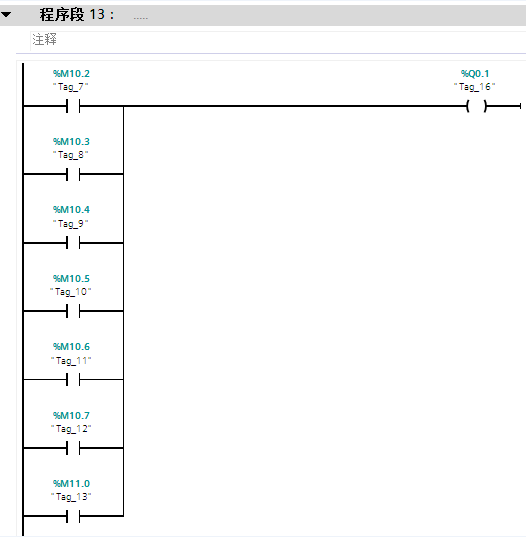 程序段 13： .....
注释
%M10.2
"Tag_7"
%Q0.1
"Tag_16"
%M10.3
"Tag_8"
%M10.4
"Tag_9"
%M10.5
"Tag_10"
%M10.6
"Tag_11"
%M10.7
"Tag_12"
%M11.0
"Tag_13"